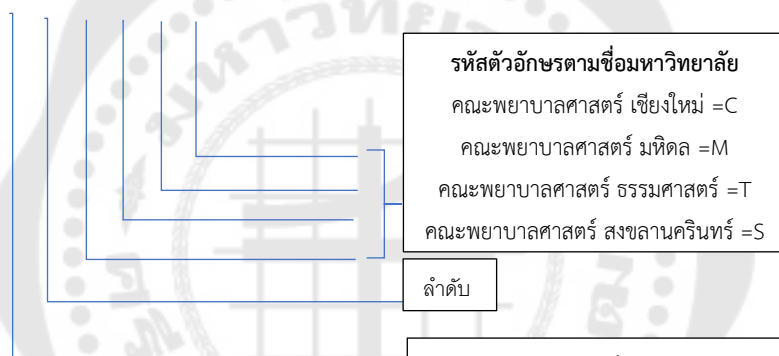 รหัสตัวอักษรตามชื่อมหาวิทยาลัย
คณะพยาบาลศาสตร์ เชียงใหม่ =C
คณะพยาบาลศาสตร์ มหิดล =M
คณะพยาบาลศาสตร์ ธรรมศาสตร์ =T
คณะพยาบาลศาสตร์ สงขลานครินทร์ =S
ลำดับ